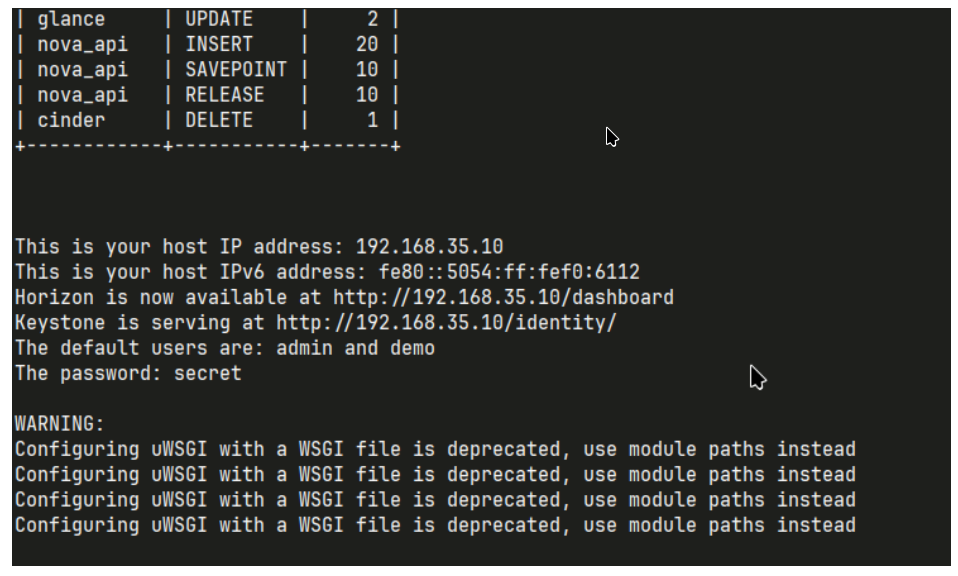 | glance     | UPDATE    |     2 |
| nova_api   | INSERT    |    20 |
| nova_api   | SAVEPOINT |    10 |
| nova_api   | RELEASE   |    10 |
| cinder     | DELETE    |     1 |
+------------+-----------+-------+
This is your host IP address: 192.168.35.10
This is your host IPv6 address: fe80::5054:ff:fef0:6112
Horizon is now available at http://192.168.35.10/dashboard
Keystone is serving at http://192.168.35.10/identity/
The default users are: admin and demo
The password: secret
WARNING:
Configuring uWSGI with a WSGI file is deprecated, use module paths instead
Configuring uWSGI with a WSGI file is deprecated, use module paths instead
Configuring uWSGI with a WSGI file is deprecated, use module paths instead
Configuring uWSGI with a WSGI file is deprecated, use module paths instead